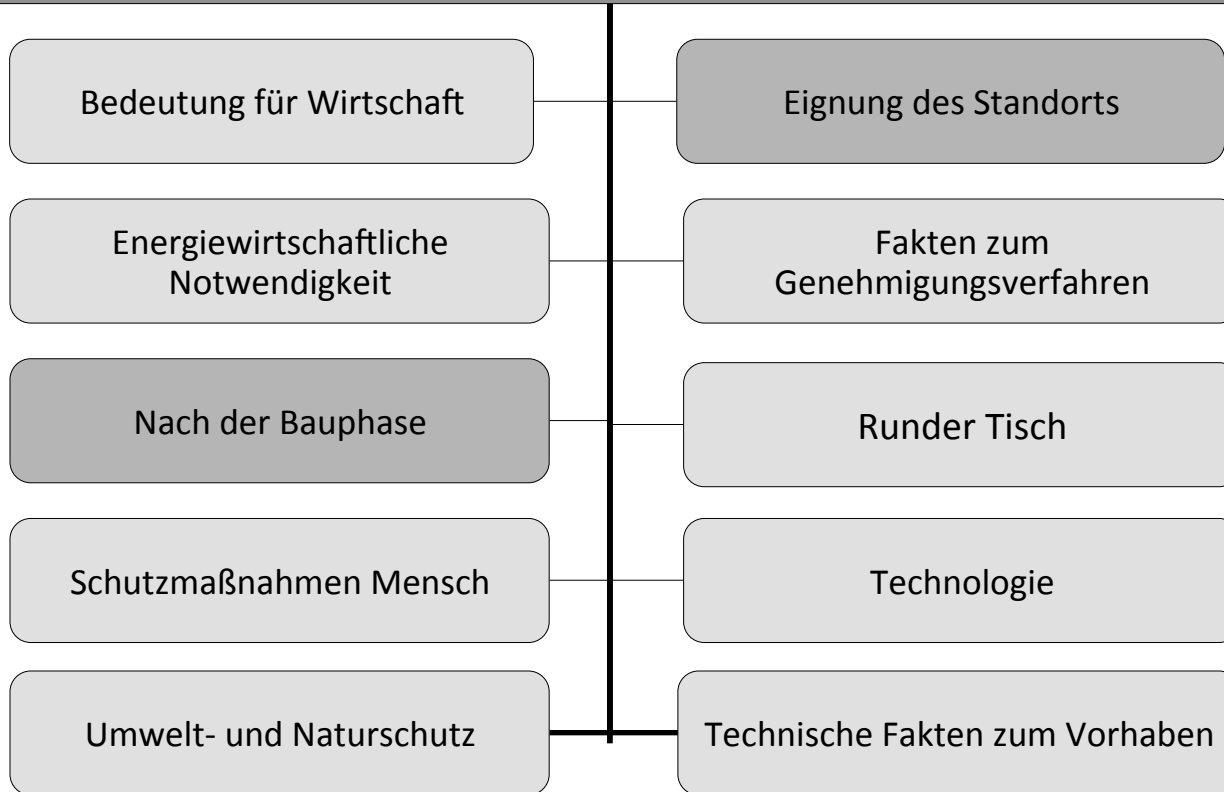 Bedeutung für Wirtschaft
Eignung des Standorts
Energiewirtschaftliche
Notwendigkeit
Fakten zum
Genehmigungsverfahren
Nach der Bauphase
Runder Tisch
Schutzmaßnahmen Mensch
Technologie
Umwelt- und Naturschutz
Technische Fakten zum Vorhaben